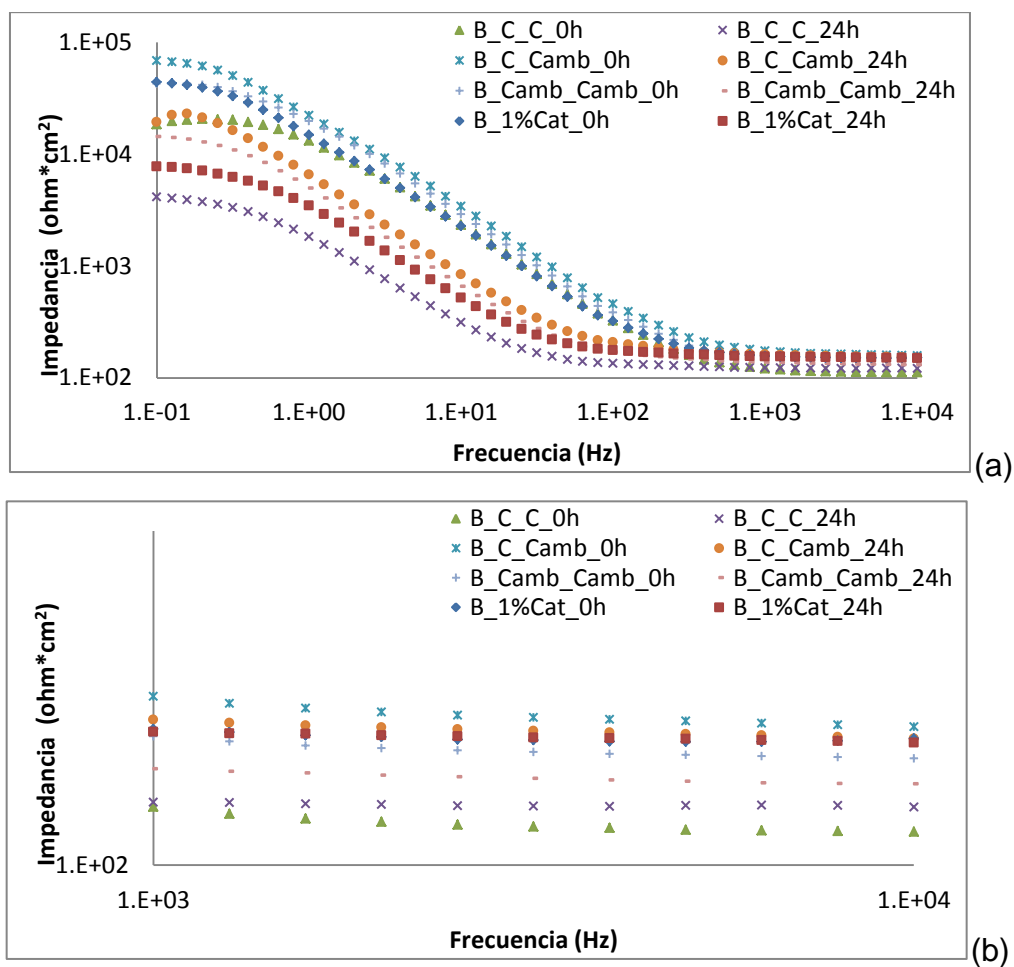 1.E+05
1.E+04
1.E+03
1.E+02
Impedancia (ohm*cm²)
B_C_C_0h
B_C_C_24h
B_C_Camb_0h
B_C_Camb_24h
B_Camb_Camb_0h
B_Camb_Camb_24h
B_1%Cat_0h
B_1%Cat_24h
1.E-01 1.E+00 1.E+01 1.E+02 1.E+03 1.E+04
Frecuencia (Hz)
(a)
B_C_C_0h
B_C_C_24h
B_C_Camb_0h
B_C_Camb_24h
B_Camb_Camb_0h
B_Camb_Camb_24h
B_1%Cat_0h
B_1%Cat_24h
Impedancia (ohm*cm²)
1.E+02
1.E+03 1.E+04
Frecuencia (Hz)
(b)